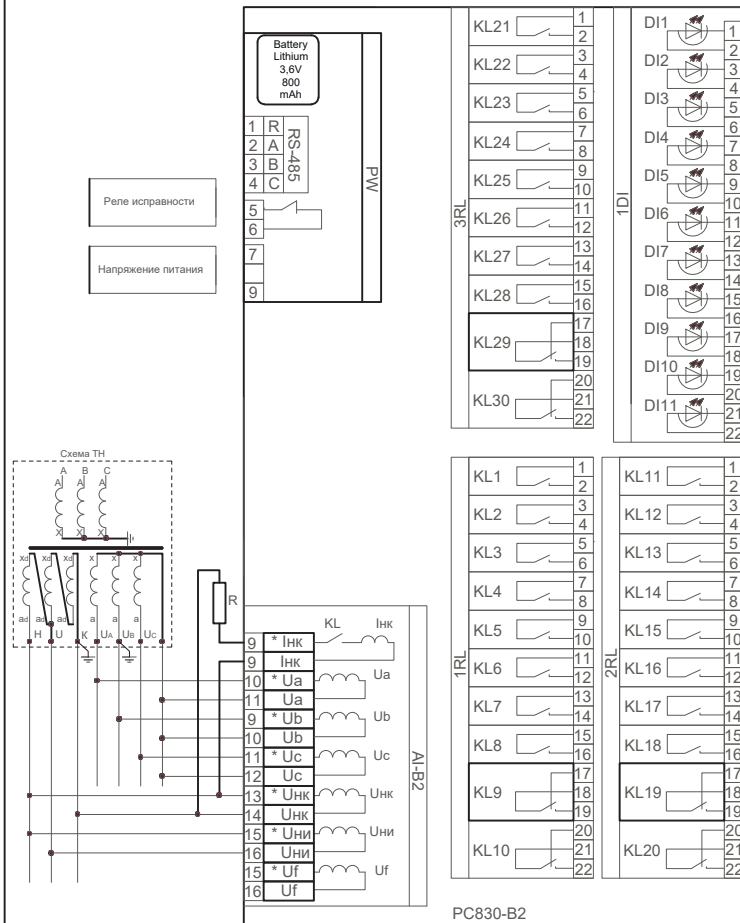 Battery
Lithium
3,6V
800
mAh
1 R
2 A
3 B
4 C
RS-485
5
6
7
9
PW
Реле исправности
Напряжение питания
3RL
KL21 1 2
KL22 3 4
KL23 5 6
KL24 7 8
KL25 9 10
KL26 11 12
KL27 13 14
KL28 15 16
KL29 17 18 19
KL30 20 21 22
1DI
DI1 1 2
DI2 3 4
DI3 5 6
DI4 7 8
DI5 9 10
DI6 11 12
DI7 13 14
DI8 15 16
DI9 17 18
DI10 19 20
DI11 21 22
Схема ТН
A B C
A A A
X X X
xd xd xd x x x
ad ad ad a a a
H U K UA UB UC
R
KL Iнк
9 * Iнк
9 Iнк
10 * Ua Ua
11 Ua
9 * Ub Ub
10 Ub
11 * Uc Uc
12 Uc
13 * Uнк Uнк
14 Uнк
15 * Uни Uни
16 Uни
15 * Uf Uf
16 Uf
AI-B2
1RL
KL1 1 2
KL2 3 4
KL3 5 6
KL4 7 8
KL5 9 10
KL6 11 12
KL7 13 14
KL8 15 16
KL9 17 18 19
KL10 20 21 22
2RL
KL11 1 2
KL12 3 4
KL13 5 6
KL14 7 8
KL15 9 10
KL16 11 12
KL17 13 14
KL18 15 16
KL19 17 18 19
KL20 20 21 22
PC830-B2